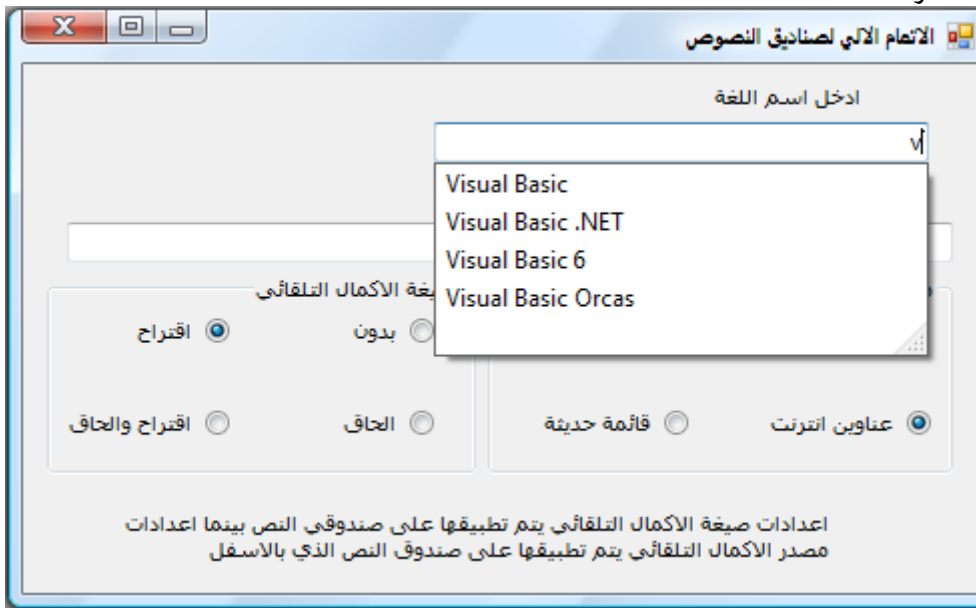 الاتمام الالي لصناديق النصوص
ادخل اسم اللغة
v
Visual Basic
Visual Basic .NET
Visual Basic 6
Visual Basic Orcas
الاكمال التلقائي
بدون
اقتراح
عناوين انترنت
قائمة حديثة
الحاق
اقتراح والحاق
اعدادات صيغة الاكمال التلقائي يتم تطبيقها على صندوقي النص بينما اعدادات
مصدر الاكمال التلقائي يتم تطبيقها على صندوق النص الذي بالاسفل